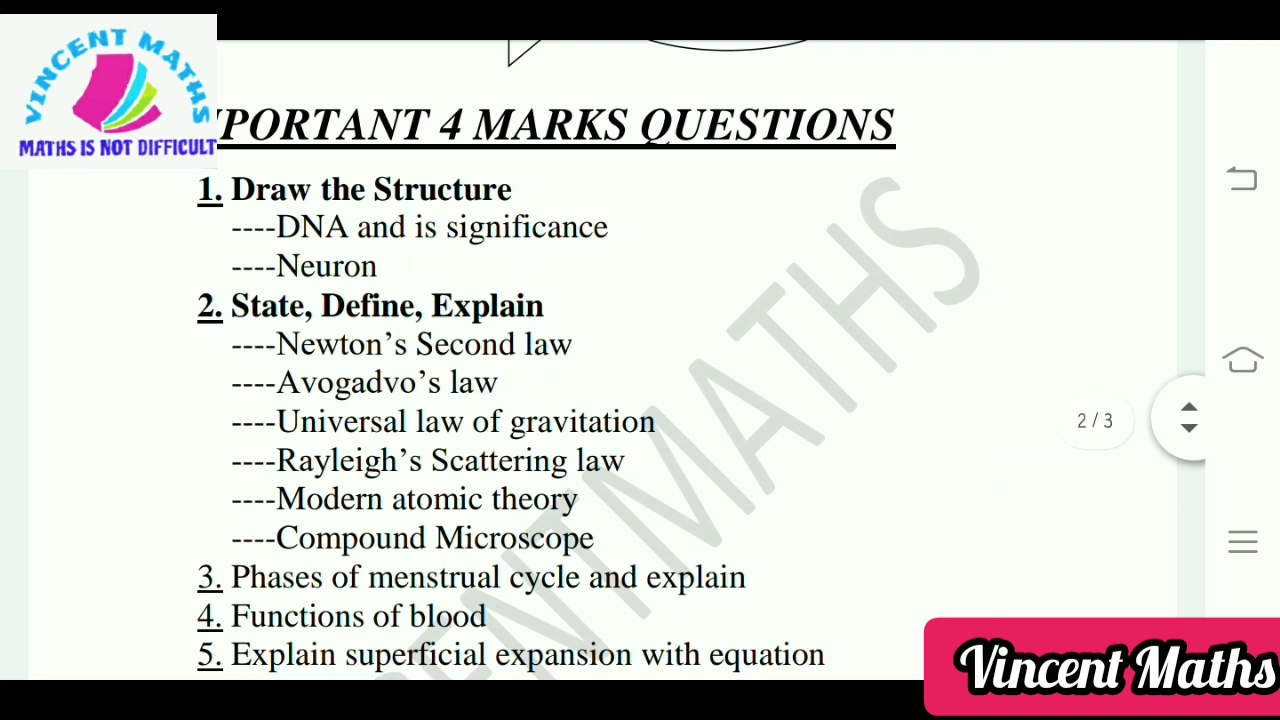 VINCENT MATHS
MATHS IS NOT DIFFICULT
PORTANT 4 MARKS QUESTIONS
1. Draw the Structure
----DNA and is significance
----Neuron
2. State, Define, Explain
----Newton’s Second law
----Avogadvo’s law
----Universal law of gravitation
----Rayleigh’s Scattering law
----Modern atomic theory
----Compound Microscope
3. Phases of menstrual cycle and explain
4. Functions of blood
5. Explain superficial expansion with equation
2 / 3
ENTMATHS
Vincent Maths